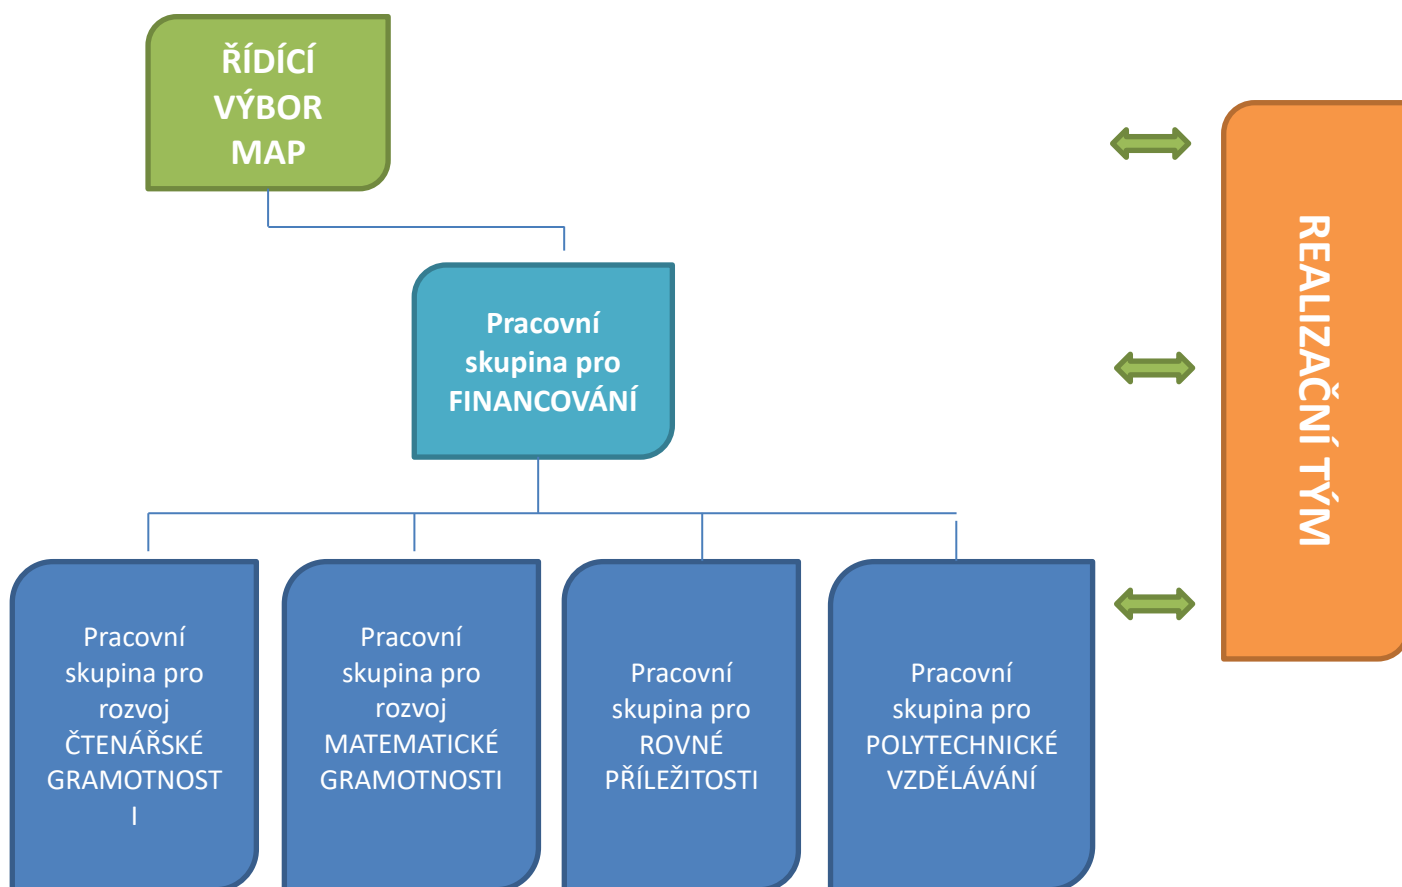 ŘÍDÍCÍ
VÝBOR
MAP
Pracovní
skupina pro
FINANCOVÁNÍ
Pracovní
skupina pro
rozvoj
ČTENÁŘSKÉ
GRAMOTNOST
I
Pracovní
skupina pro
rozvoj
MATEMATICKÉ
GRAMOTNOSTI
Pracovní
skupina pro
ROVNÉ
PŘÍLEŽITOSTI
Pracovní
skupina pro
POLYTECHNICKÉ
VZDĚLÁVÁNÍ
REALIZAČNÍ TÝM